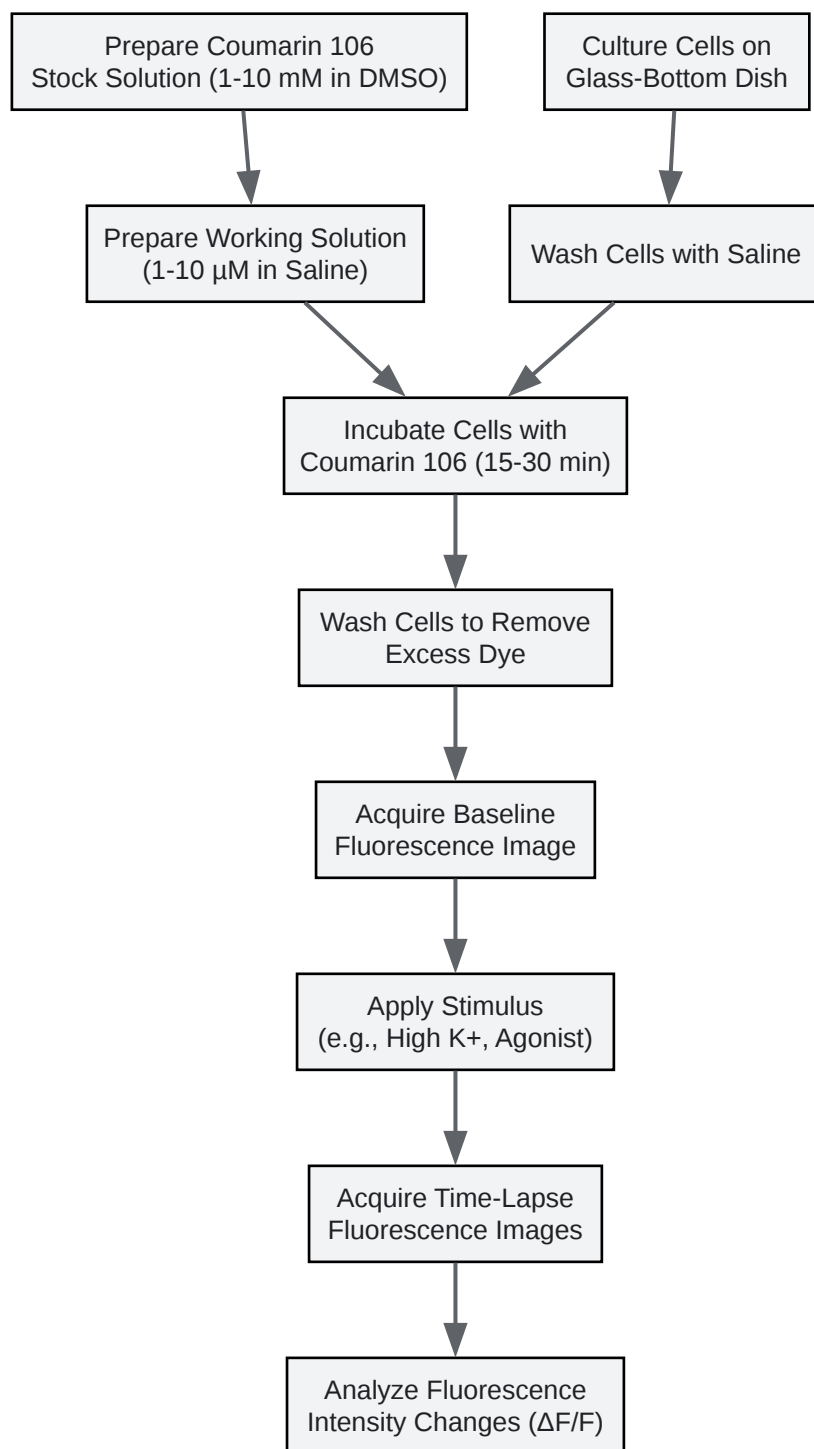 Prepare Coumarin 106
Stock Solution (1-10 mM in DMSO)
Culture Cells on
Glass-Bottom Dish
Prepare Working Solution
(1-10 µM in Saline)
Wash Cells with Saline
Incubate Cells with
Coumarin 106 (15-30 min)
Wash Cells to Remove
Excess Dye
Acquire Baseline
Fluorescence Image
Apply Stimulus
(e.g., High K+, Agonist)
Acquire Time-Lapse
Fluorescence Images
Analyze Fluorescence
Intensity Changes (ΔF/F)